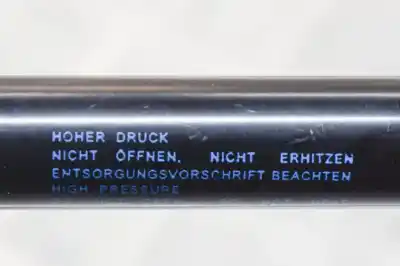 HOHER DRUCK
NICHT ÖFFNEN. NICHT ERHITZEN
ENTSORGUNGSVORSCHRIFT BEACHTEN
HIGH PRESSURE